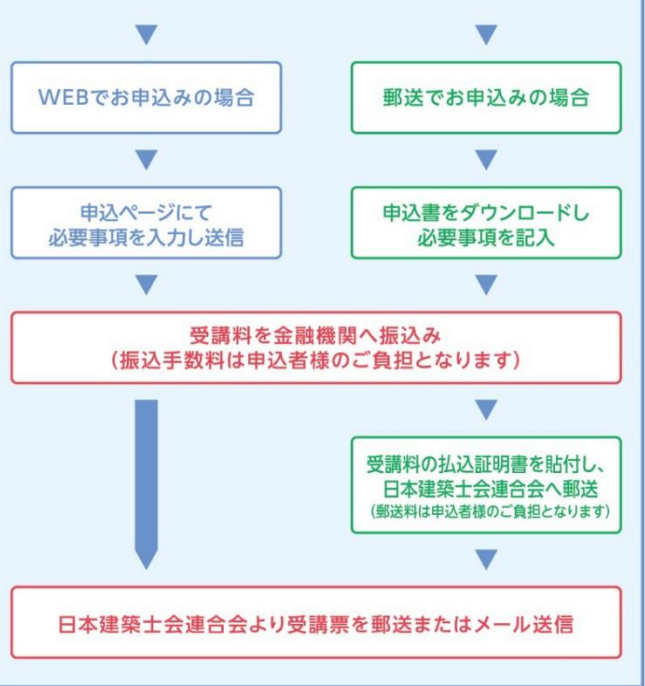 WEBでお申込みの場合
郵送でお申込みの場合
申込ページにて
必要事項を入力し送信
申込書をダウンロードし
必要事項を記入
受講料を金融機関へ振込み
(振込手数料は申込者様のご負担となります)
受講料の払込証明書を貼付し、
日本建築士会連合会へ郵送
(郵送料は申込者様のご負担となります)
日本建築士会連合会より受講票を郵送またはメール送信